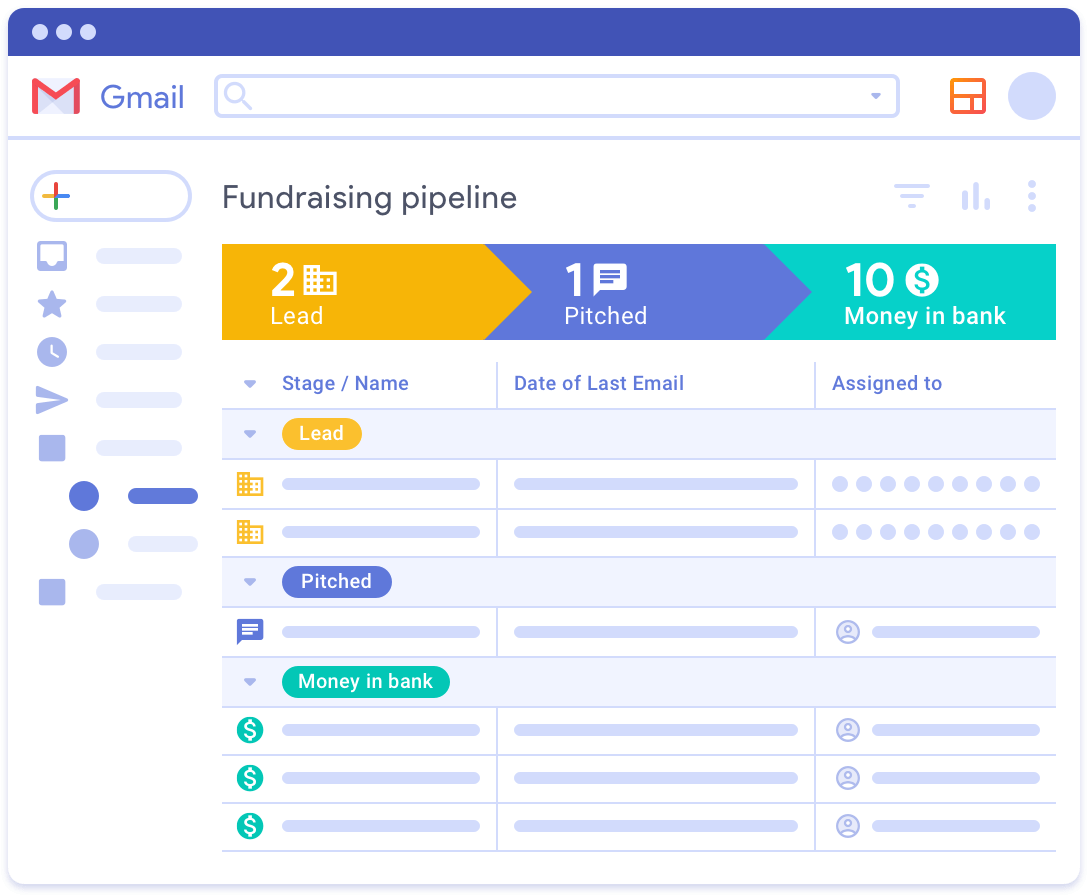 Gmail
Fundraising pipeline
2
Lead
1
Pitched
10
Money in bank
Stage / Name
Date of Last Email
Assigned to
Lead
Pitched
Money in bank